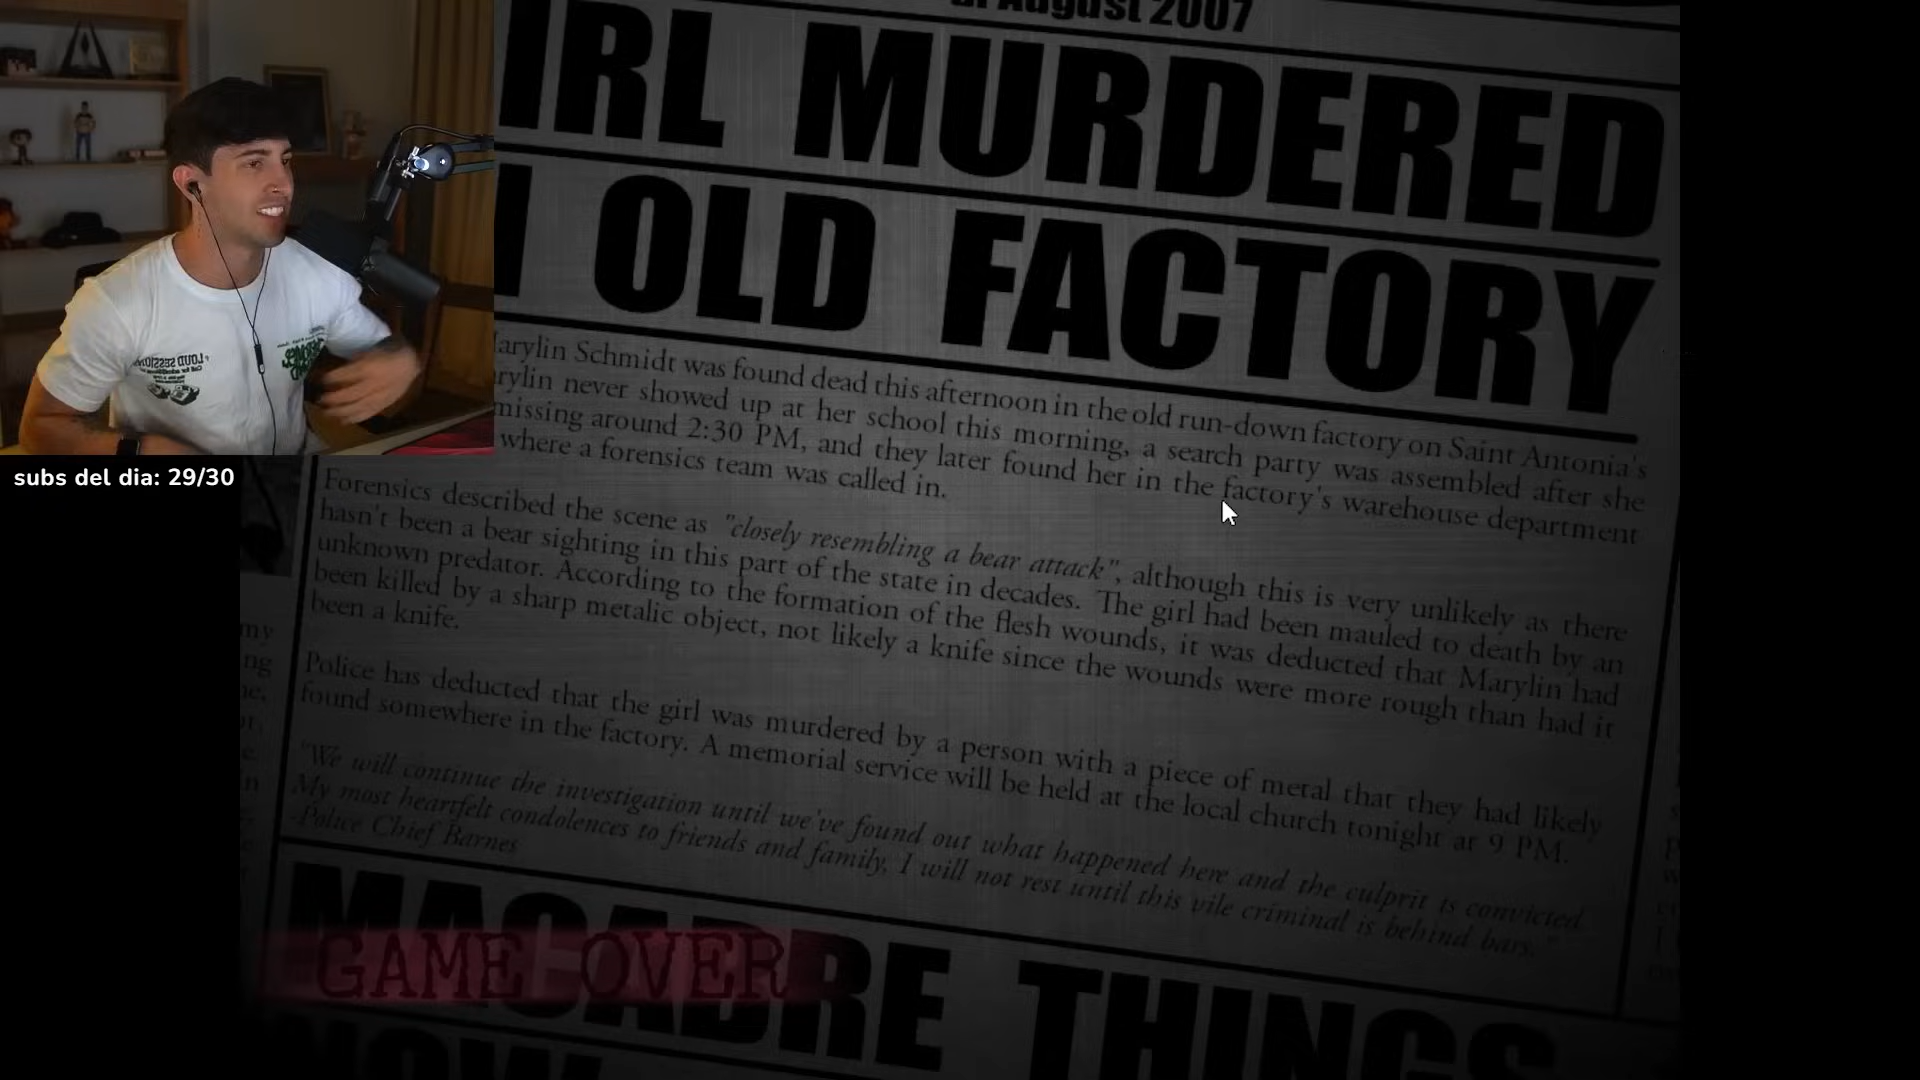 21 August 2007
IRL MURDERED
OLD FACTORY
arylin Schmidt was found dead this afternoon in the old run-down factory on Saint Antonia's
rylin never showed up at her school this morning, a search party was assembled after she
missing around 2:30 PM, and they later found her in the factory's warehouse department
where a forensics team was called in.
Forensics described the scene as "closely resembling a bear attack", although this is very unlikely as there
hasn't been a bear sighting in this part of the state in decades. The girl had been mauled to death by an
unknown predator. According to the formation of the flesh wounds, it was deducted that Marylin had
been killed by a sharp metalic object, not likely a knife since the wounds were more rough than had it
been a knife.
Police has deducted that the girl was murdered by a person with a piece of metal that they had likely
found somewhere in the factory. A memorial service will be held at the local church tonight at 9 PM.
"We will continue the investigation until we've found out what happened here and the culprit is convicted.
My most heartfelt condolences to friends and family, I will not rest until this vile criminal is behind bars."
-Police Chief Barnes
MACABRE THINGS
NOW
GAME OVER
subs del dia: 29/30
LOUD SESSION
my
ng